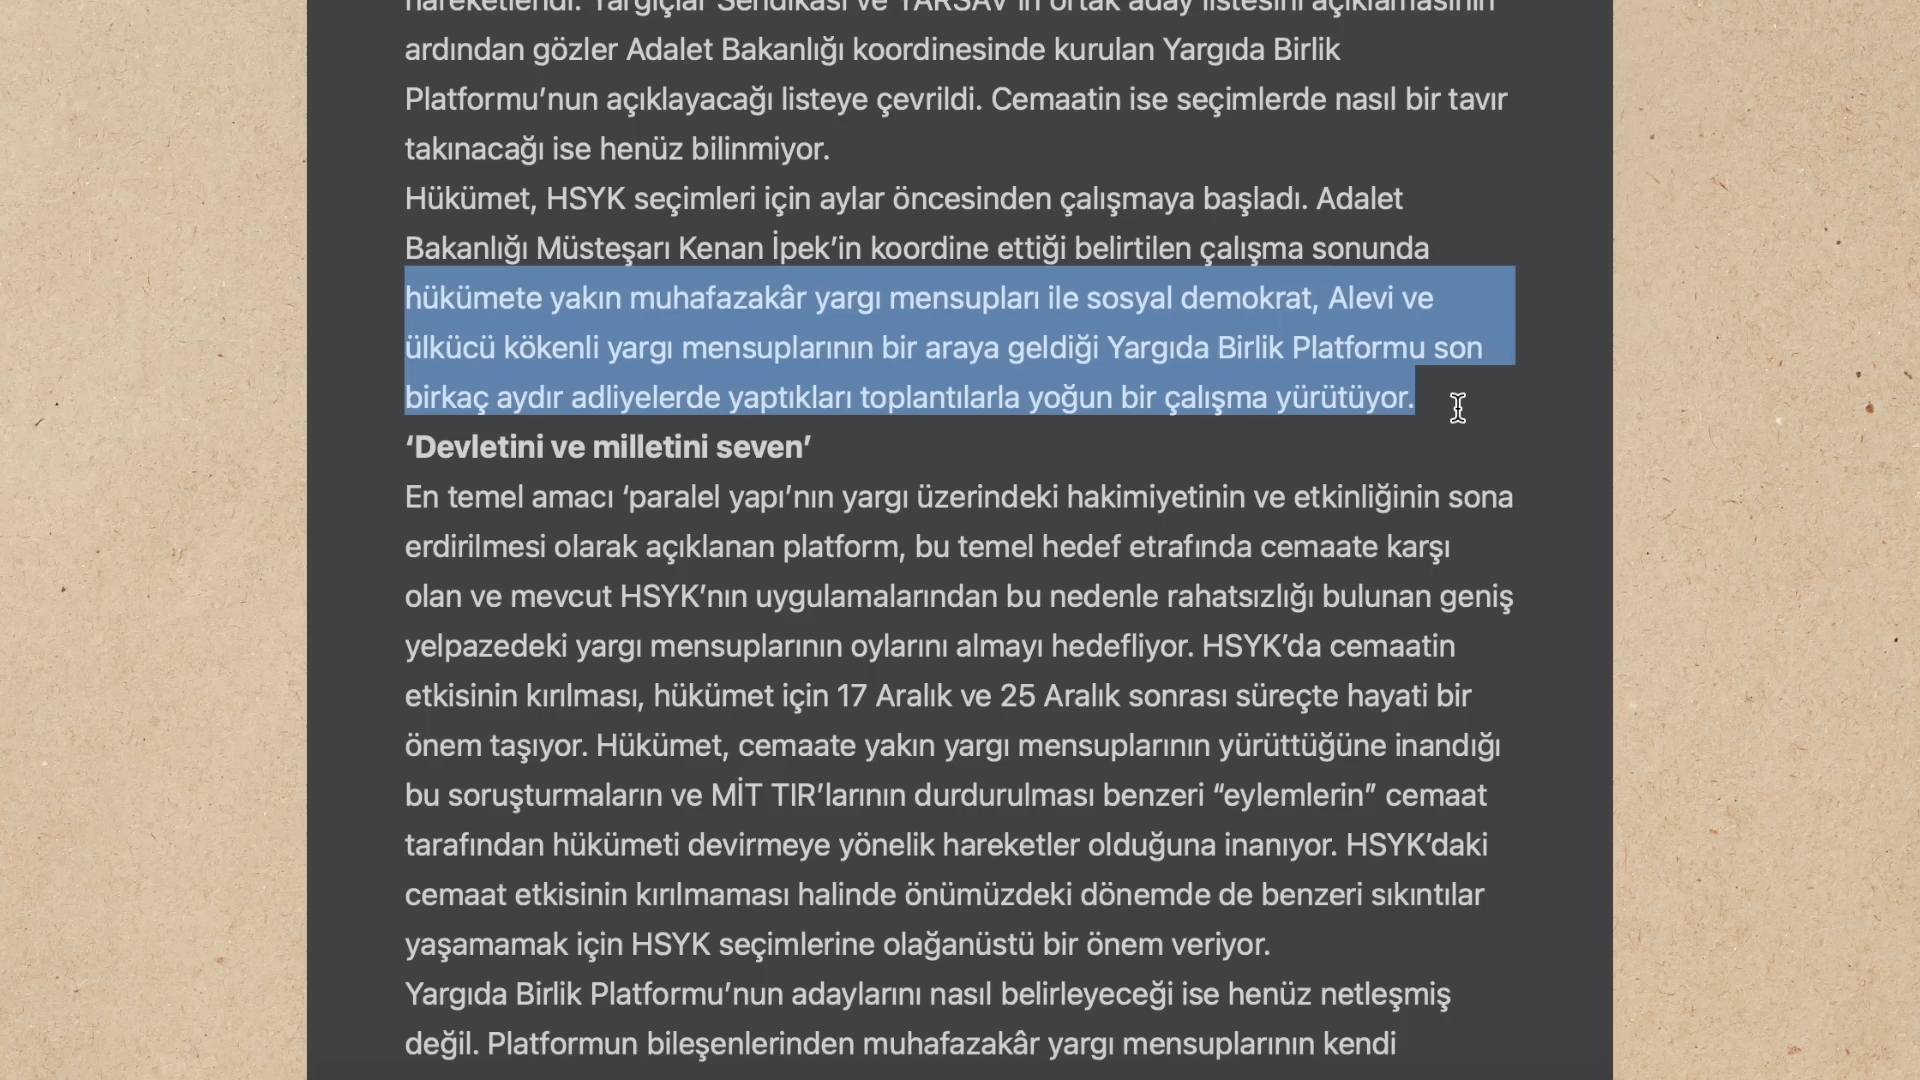 hareketlendi. Yargıçlar Sendikası ve YARSAV'ın ortak aday listesini açıklamasının
ardından gözler Adalet Bakanlığı koordinesinde kurulan Yargıda Birlik
Platformu’nun açıklayacağı listeye çevrildi. Cemaatin ise seçimlerde nasıl bir tavır
takınacağı ise henüz bilinmiyor.
Hükümet, HSYK seçimleri için aylar öncesinden çalışmaya başladı. Adalet
Bakanlığı Müsteşarı Kenan İpek’in koordine ettiği belirtilen çalışma sonunda
hükümete yakın muhafazakâr yargı mensupları ile sosyal demokrat, Alevi ve
ülkücü kökenli yargı mensuplarının bir araya geldiği Yargıda Birlik Platformu son
birkaç aydır adliyelerde yaptıkları toplantılarla yoğun bir çalışma yürütüyor.
‘Devletini ve milletini seven’
En temel amacı ‘paralel yapı’nın yargı üzerindeki hakimiyetinin ve etkinliğinin sona
erdirilmesi olarak açıklanan platform, bu temel hedef etrafında cemaate karşı
olan ve mevcut HSYK’nın uygulamalarından bu nedenle rahatsızlığı bulunan geniş
yelpazedeki yargı mensuplarının oylarını almayı hedefliyor. HSYK’da cemaatin
etkisinin kırılması, hükümet için 17 Aralık ve 25 Aralık sonrası süreçte hayati bir
önem taşıyor. Hükümet, cemaate yakın yargı mensuplarının yürüttüğüne inandığı
bu soruşturmaların ve MİT TIR’larının durdurulması benzeri “eylemlerin” cemaat
tarafından hükümeti devirmeye yönelik hareketler olduğuna inanıyor. HSYK’daki
cemaat etkisinin kırılmaması halinde önümüzdeki dönemde de benzeri sıkıntılar
yaşamamak için HSYK seçimlerine olağanüstü bir önem veriyor.
Yargıda Birlik Platformu’nun adaylarını nasıl belirleyeceği ise henüz netleşmiş
değil. Platformun bileşenlerinden muhafazakâr yargı mensuplarının kendi